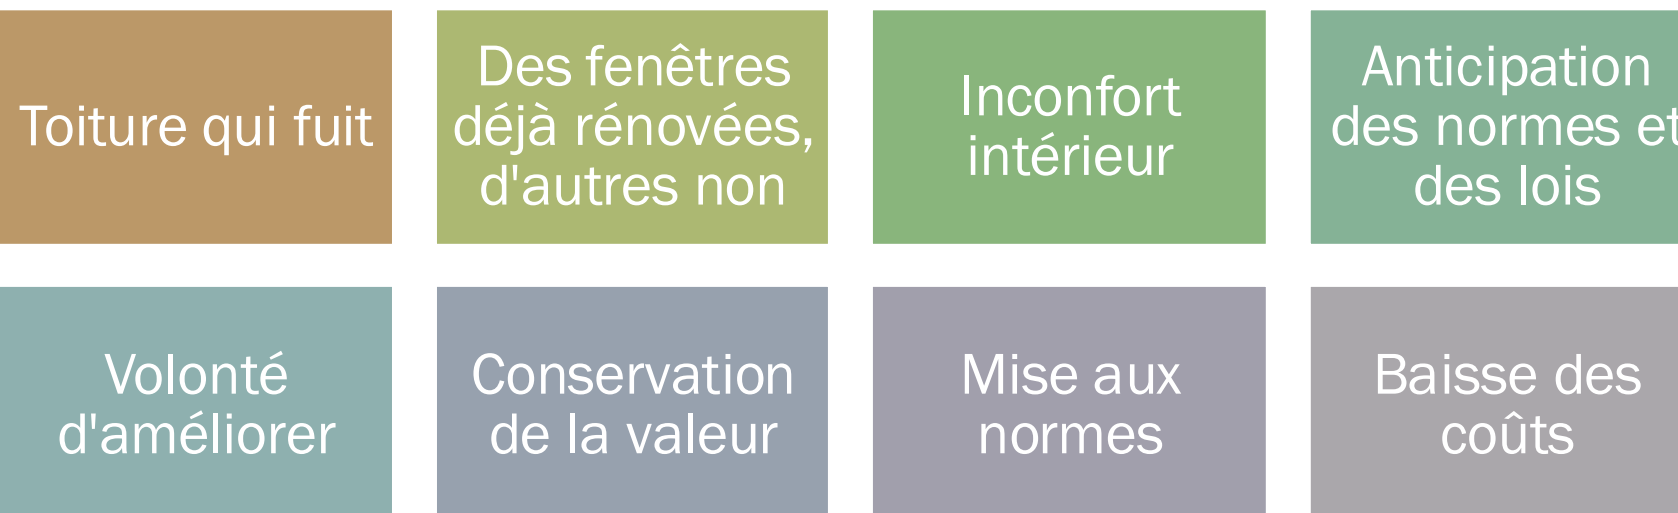 Toiture qui fuit
Des fenêtres
déjà rénovées,
d'autres non
Inconfort
intérieur
Anticipation
des normes et
des lois
Volonté
d'améliorer
Conservation
de la valeur
Mise aux
normes
Baisse des
coûts